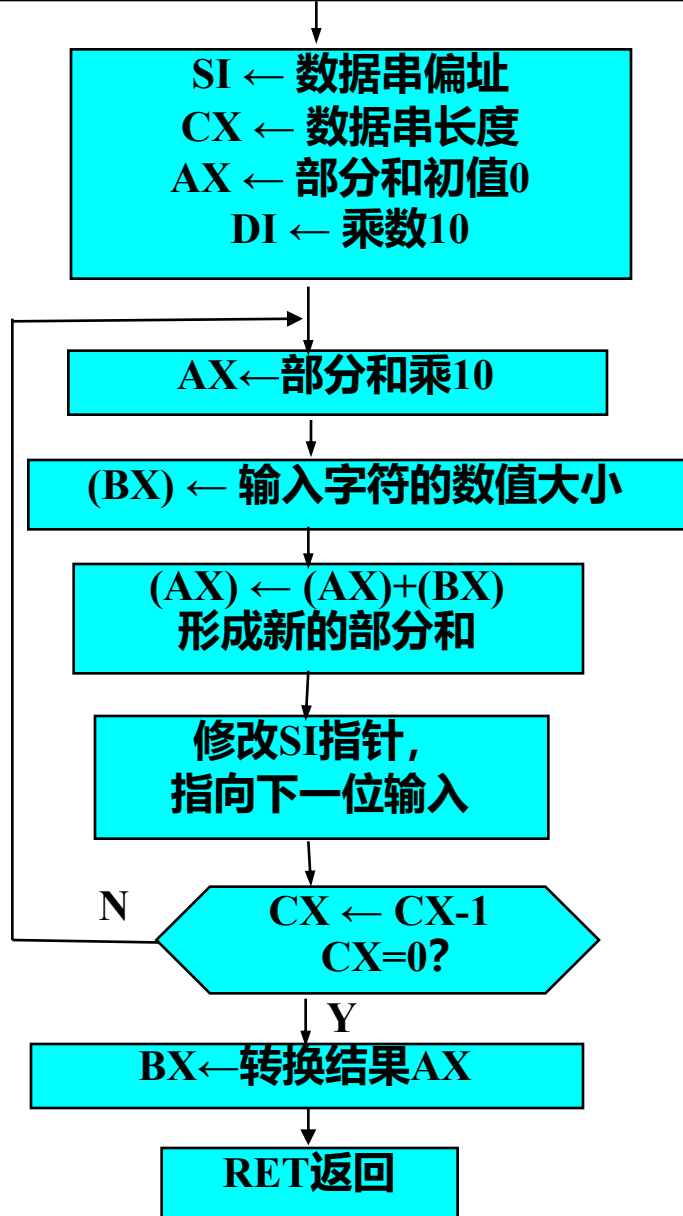 SI ← 数据串偏址
CX ← 数据串长度
AX ← 部分和初值0
DI ← 乘数10
AX←部分和乘10
(BX) ← 输入字符的数值大小
(AX) ← (AX)+(BX)
形成新的部分和
修改SI指针，
指向下一位输入
N
CX ← CX-1
CX=0?
Y
BX←转换结果AX
RET返回